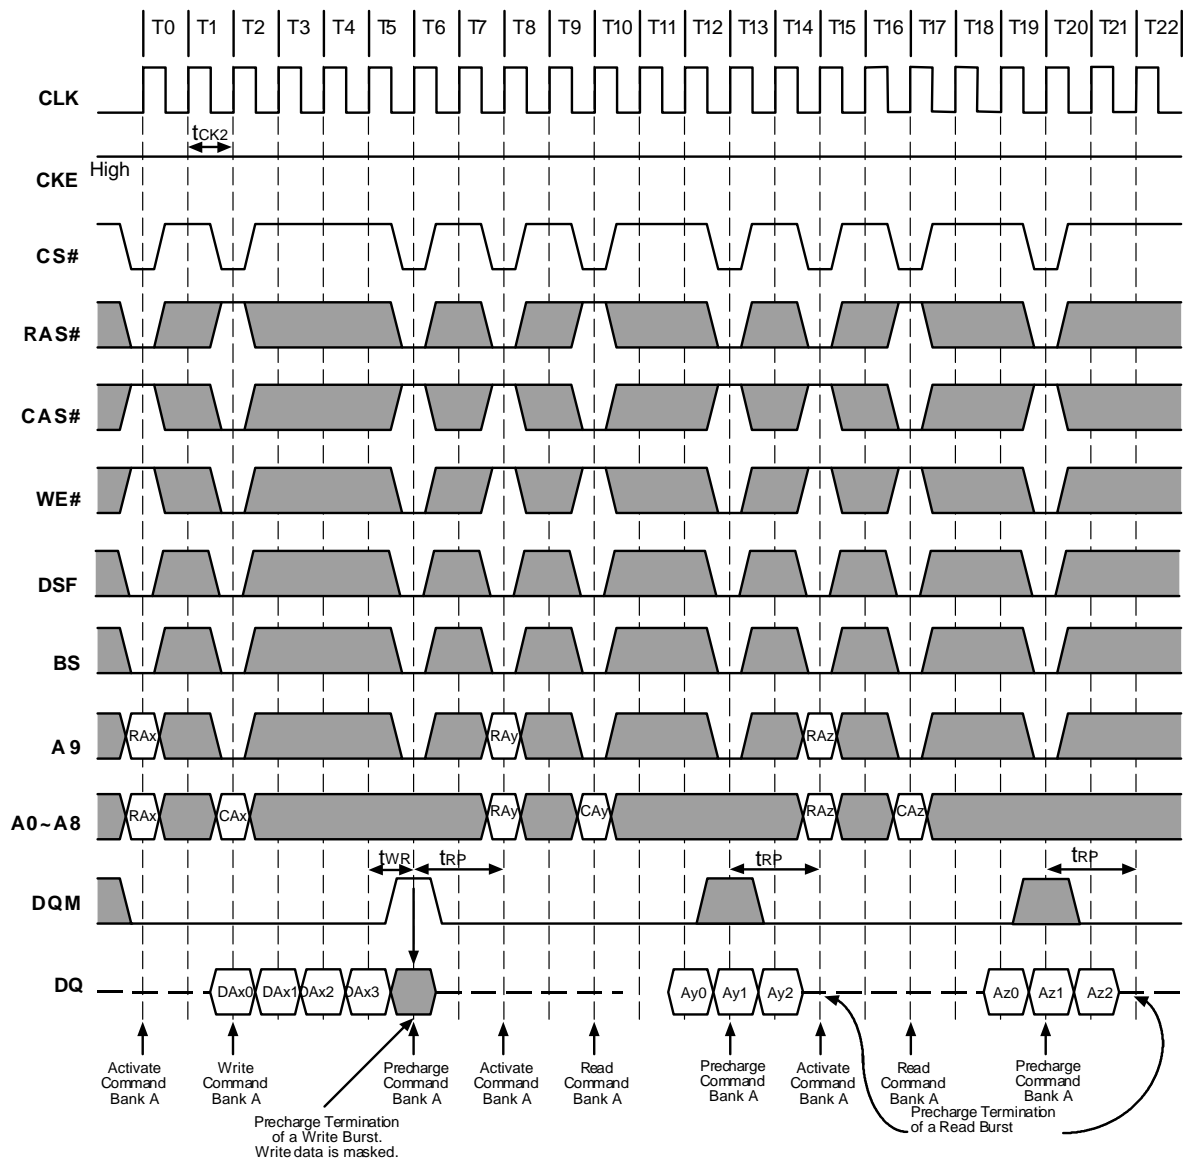 T0 T1 T2 T3 T4 T5 T6 T7 T8 T9 T10 T11 T12 T13 T14 T15 T16 T17 T18 T19 T20 T21 T22
CLK
tCK2
High
CKE
CS#
RAS#
CAS#
WE#
DSF
BS
A9 RAx RAy RAz
A0~A8 RAx CAx RAy CAy RAz CAz
tWR tRP tRP tRP
DQM
DQ DAx0 DAx1 DAx2 DAx3 Ay0 Ay1 Ay2 Az0 Az1 Az2
Activate
Command
Bank A
Write
Command
Bank A
Precharge
Command
Bank A
Activate
Command
Bank A
Read
Command
Bank A
Precharge
Command
Bank A
Activate
Command
Bank A
Read
Command
Bank A
Precharge
Command
Bank A
Precharge Termination
of a Write Burst.
Write data is masked.
Precharge Termination
of a Read Burst